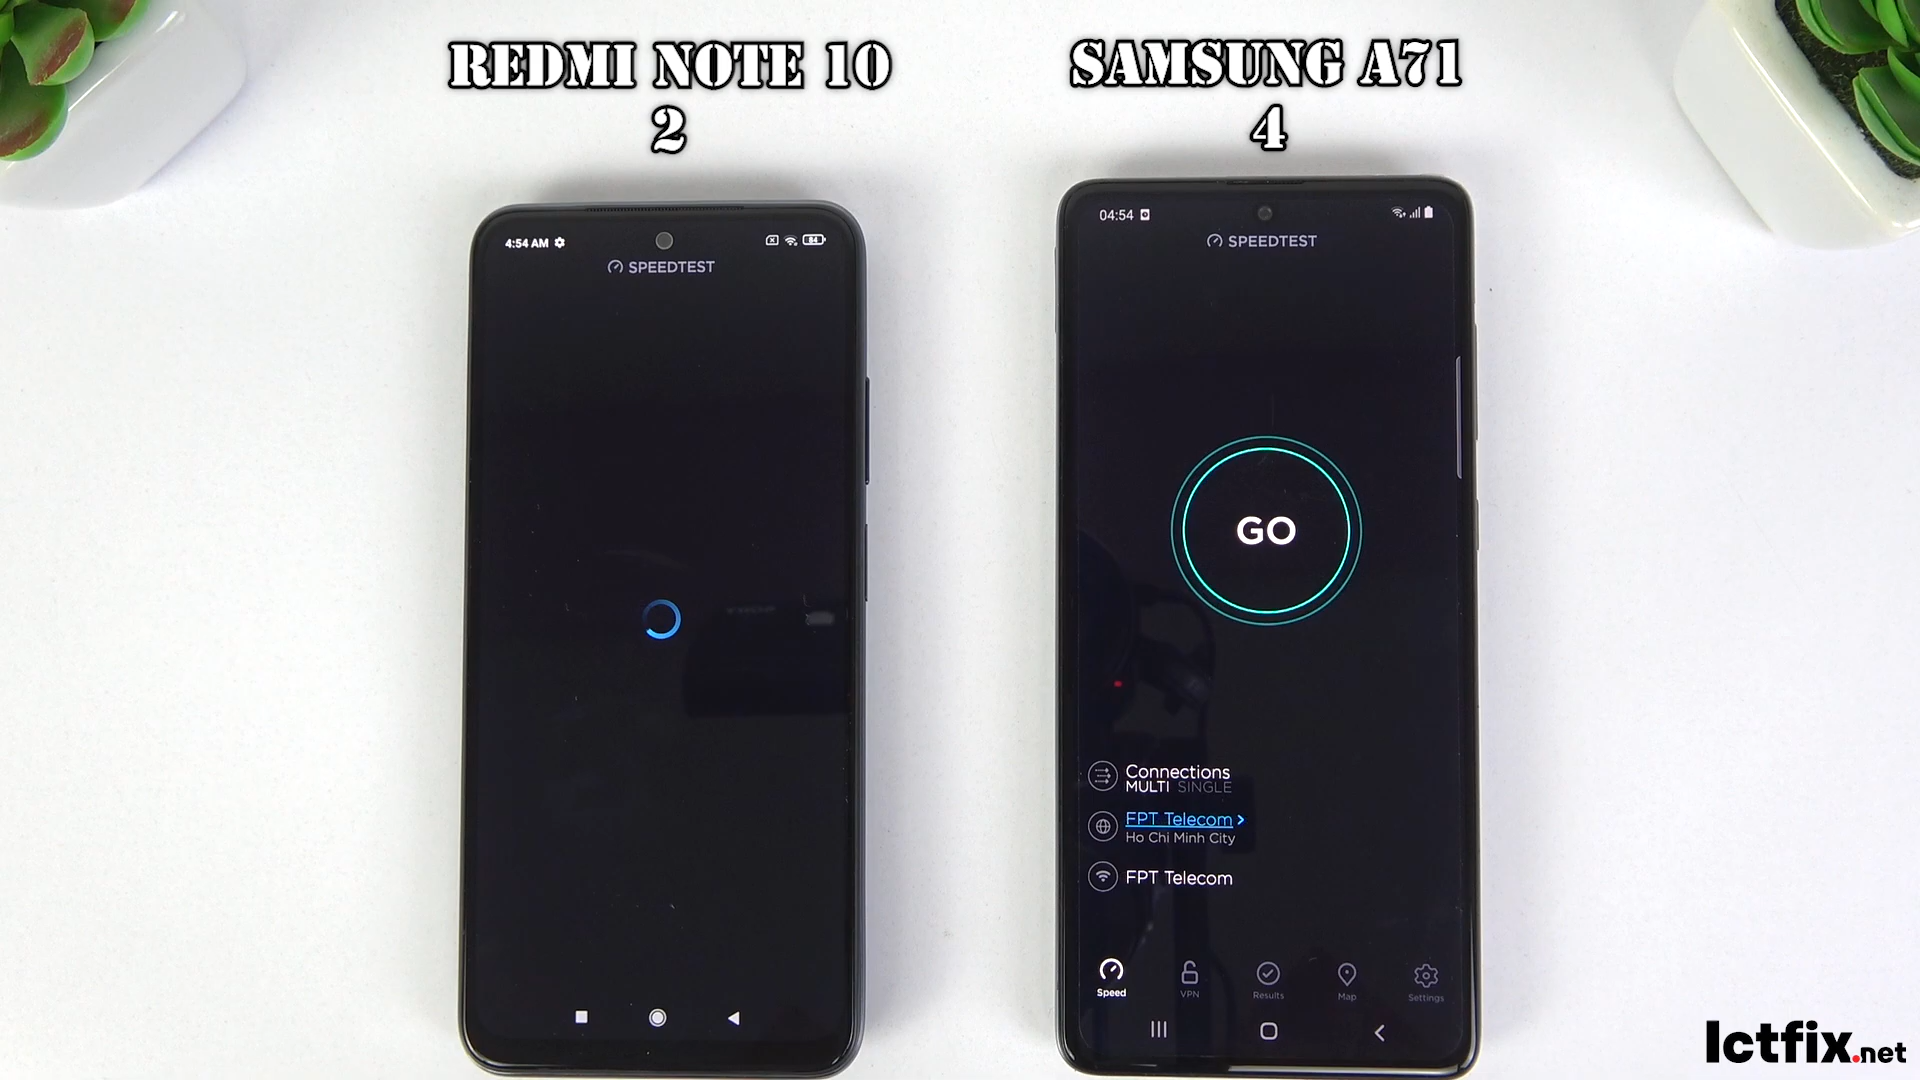 REDMI NOTE 10
2
SAMSUNG A71
4
4:54 AM
84
SPEEDTEST
04:54
SPEEDTEST
GO
Connections
MULTI SINGLE
FPT Telecom >
Ho Chi Minh City
FPT Telecom
Speed
VPN
Results
Map
Settings
Ictfix.net